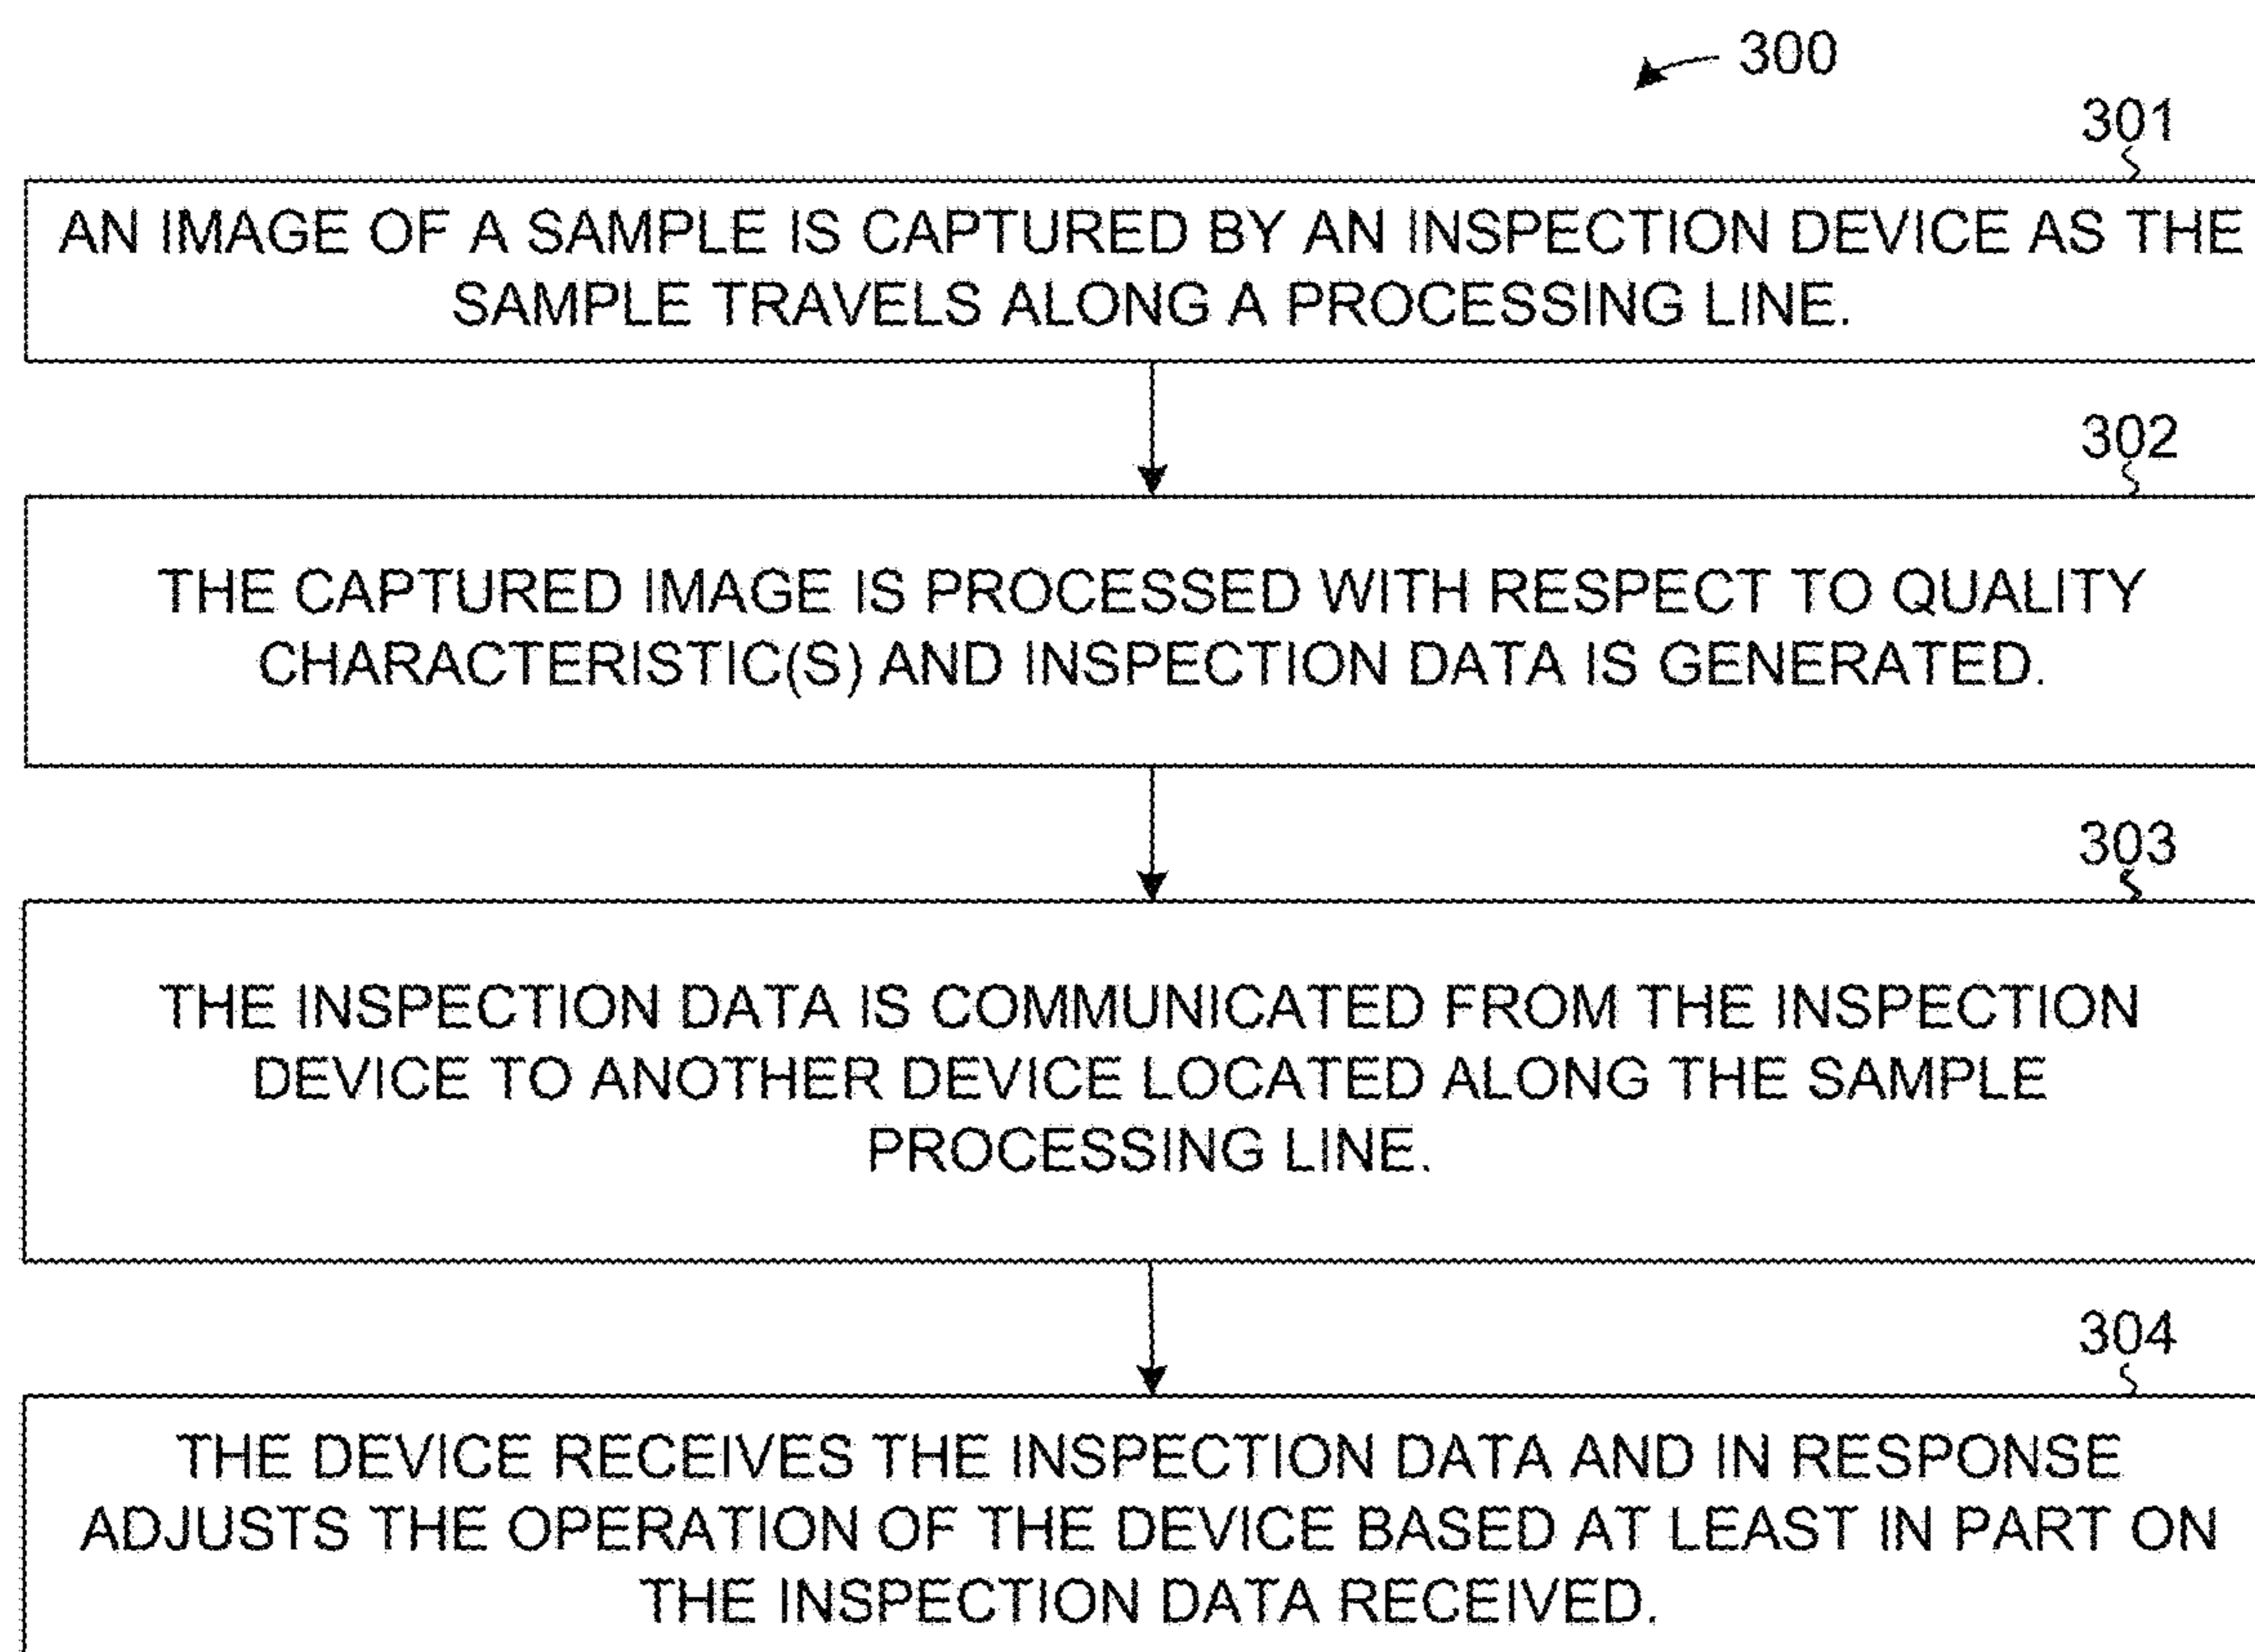 300
301
AN IMAGE OF A SAMPLE IS CAPTURED BY AN INSPECTION DEVICE AS THE
SAMPLE TRAVELS ALONG A PROCESSING LINE.
302
THE CAPTURED IMAGE IS PROCESSED WITH RESPECT TO QUALITY
CHARACTERISTIC(S) AND INSPECTION DATA IS GENERATED.
303
THE INSPECTION DATA IS COMMUNICATED FROM THE INSPECTION
DEVICE TO ANOTHER DEVICE LOCATED ALONG THE SAMPLE
PROCESSING LINE.
304
THE DEVICE RECEIVES THE INSPECTION DATA AND IN RESPONSE
ADJUSTS THE OPERATION OF THE DEVICE BASED AT LEAST IN PART ON
THE INSPECTION DATA RECEIVED.